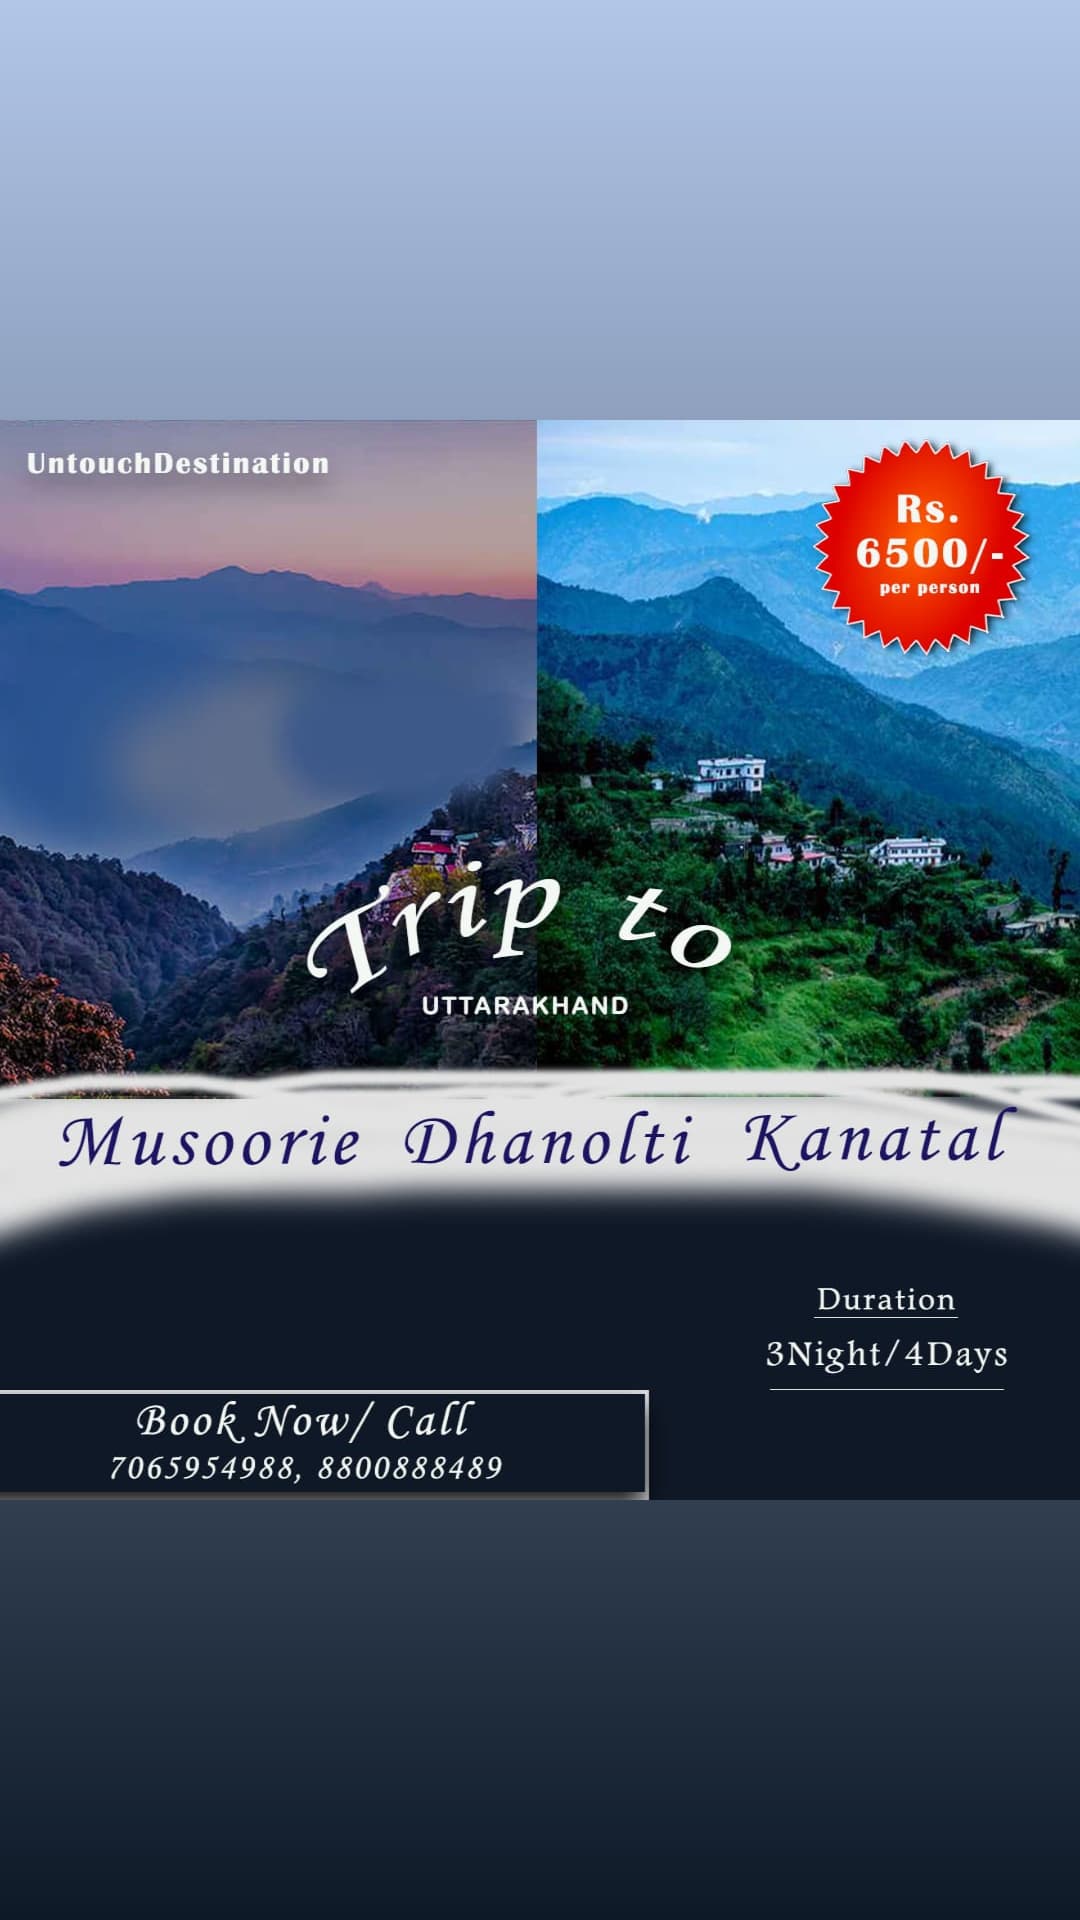 UntouchDestination
Rs.
6500/-
per person
Trip to
UTTARAKHAND
Musoorie Dhanolti Kanatal
Duration
3Night/4Days
Book Now/ Call
7065954988, 8800888489